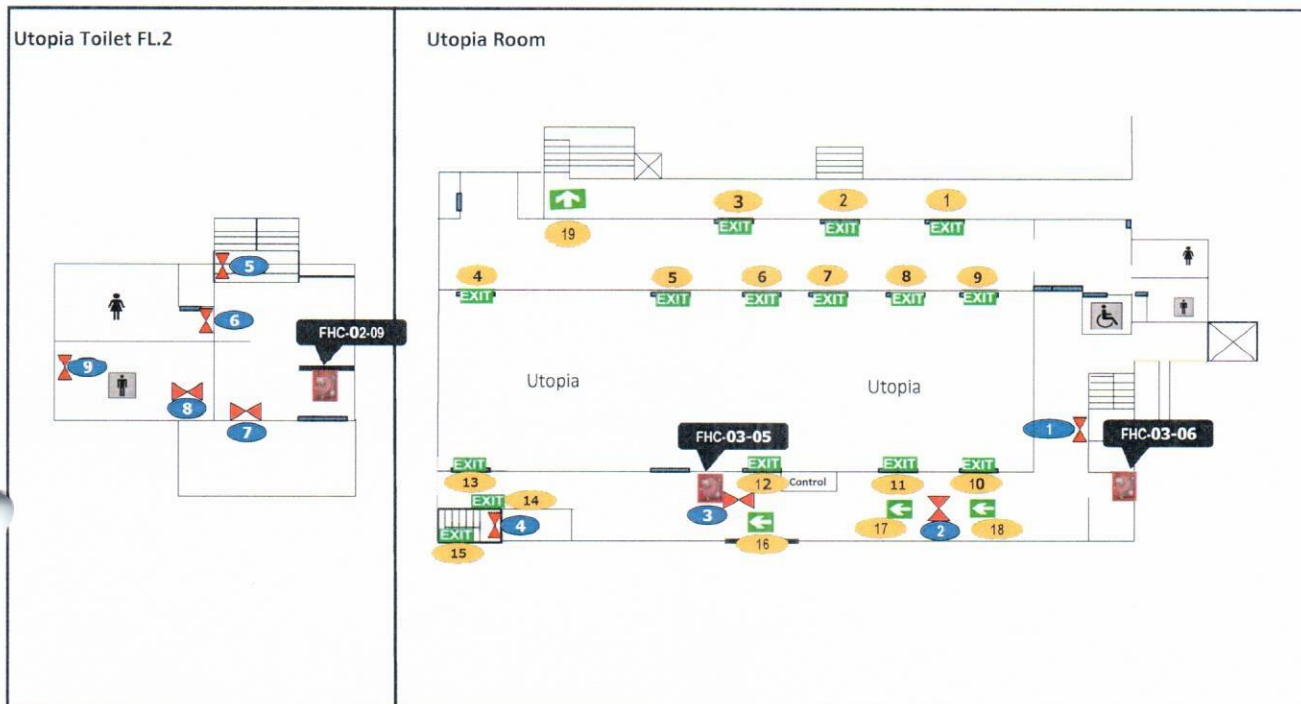 Utopia Toilet FL.2
5
6
FHC-02-09
9
8
7
Utopia Room
3
2
1
EXIT
EXIT
EXIT
19
4
5
6
7
8
9
EXIT
EXIT
EXIT
EXIT
EXIT
EXIT
Utopia
Utopia
1
FHC-03-05
FHC-03-06
EXIT
EXIT
EXIT
EXIT
13
12
Control
11
10
EXIT
14
3
4
17
2
18
EXIT
16
15